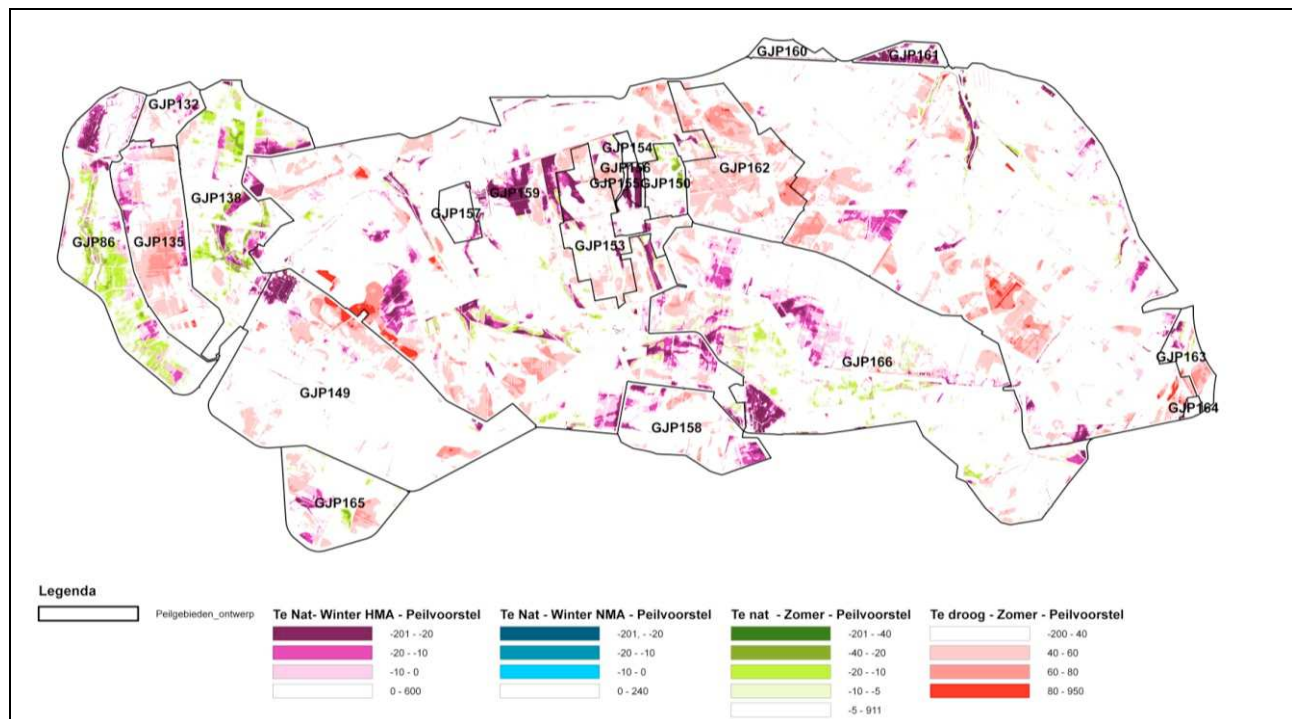 GJP160
GJP161
GJP132
GJP154
GJP156
GJP162
GJP155
GJP150
GJP159
GJP138
GJP157
GJP86
GJP135
GJP153
GJP163
GJP166
GJP149
GJP164
GJP158
GJP165
Legenda
Peilgebieden_ontwerp
Te Nat- Winter HMA - Peilvoorstel
-201 - -20
-20 - -10
-10 - 0
0 - 600
Te Nat - Winter NMA - Peilvoorstel
-201, - -20
-20 - -10
-10 - 0
0 - 240
Te nat - Zomer - Peilvoorstel
-201 - -40
-40 - -20
-20 - -10
-10 - -5
-5 - 911
Te droog - Zomer - Peilvoorstel
-200 - 40
40 - 60
60 - 80
80 - 950